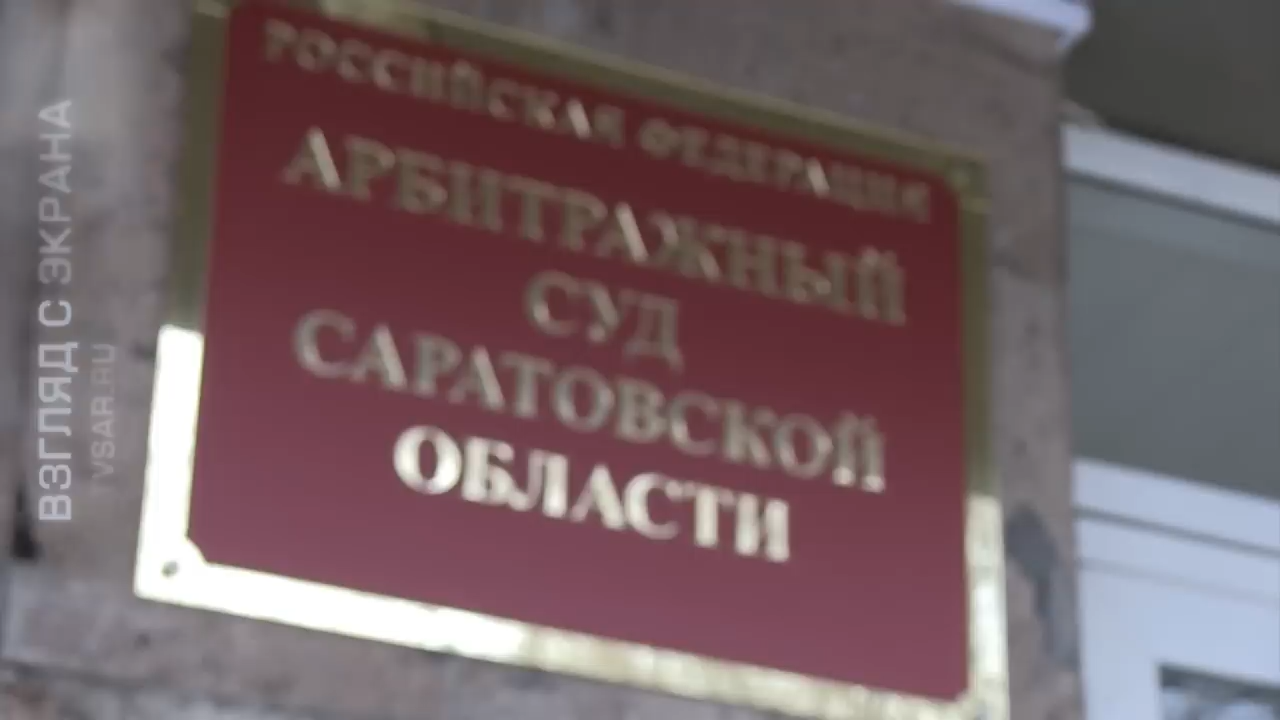 РОССИЙСКАЯ ФЕДЕРАЦИЯ
АРБИТРАЖНЫЙ
СУД
САРАТОВСКОЙ
ОБЛАСТИ
ВЗГЛЯД С ЭКРАНА
TVSAR.RU